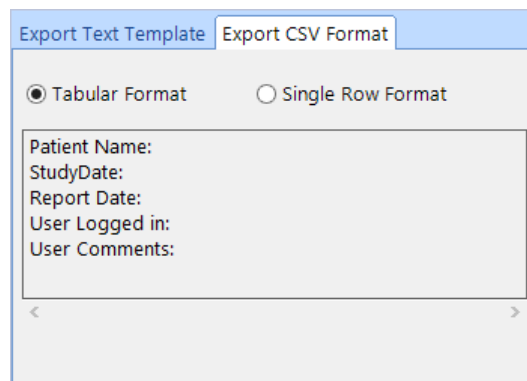 Export Text Template Export CSV Format
Tabular Format Single Row Format
Patient Name:
StudyDate:
Report Date:
User Logged in:
User Comments: